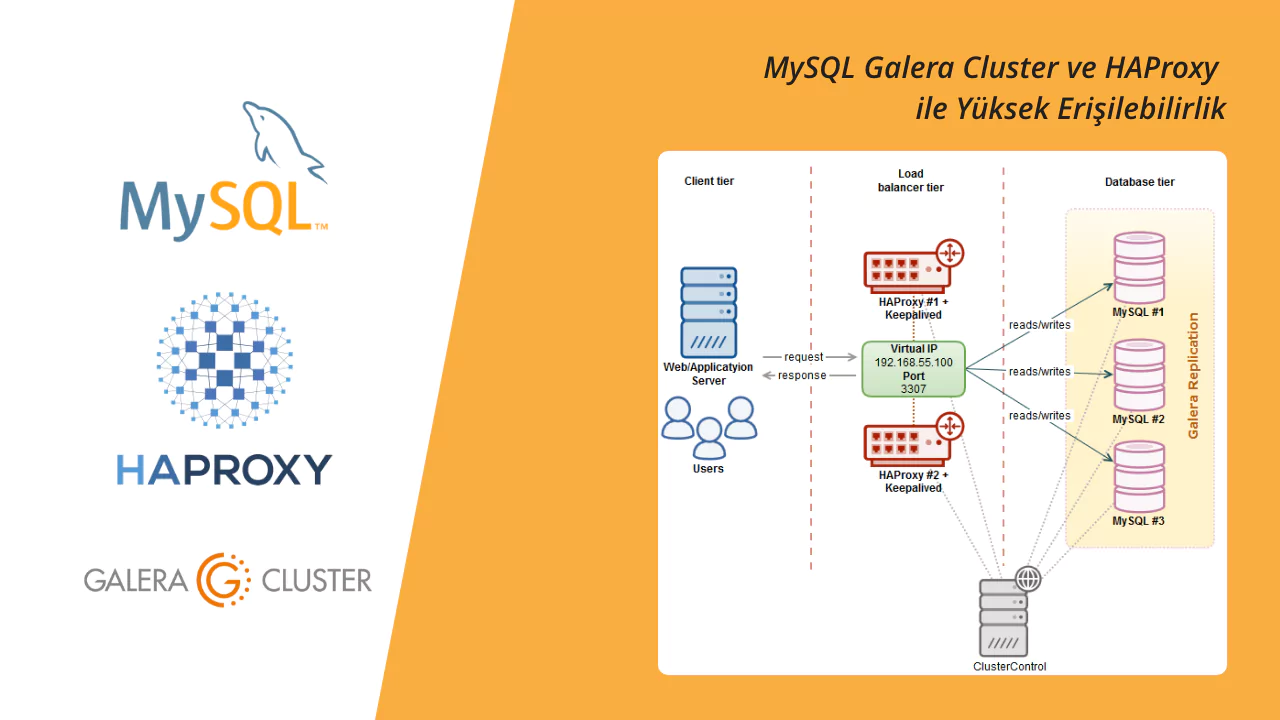 MySQL™
HAPROXY
GALERA CLUSTER
MySQL Galera Cluster ve HAProxy
ile Yüksek Erişilebilirlik
Client tier
Load
balancer tier
Database tier
HAProxy #1 +
Keepalived
MySQL #1
reads/writes
Virtual IP
192.168.55.100
Port
3307
request
response
Web/Applicatyion
Server
reads/writes
MySQL #2
reads/writes
Galera Replication
Users
HAProxy #2 +
Keepalived
MySQL #3
ClusterControl